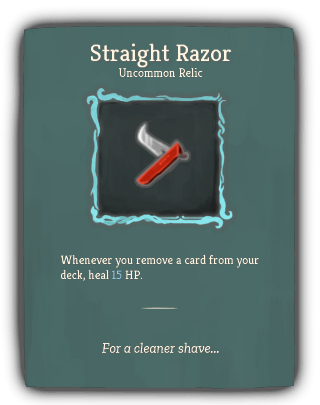 Straight Razor
Uncommon Relic
Whenever you remove a card from your
deck, heal 15 HP.
For a cleaner shave...